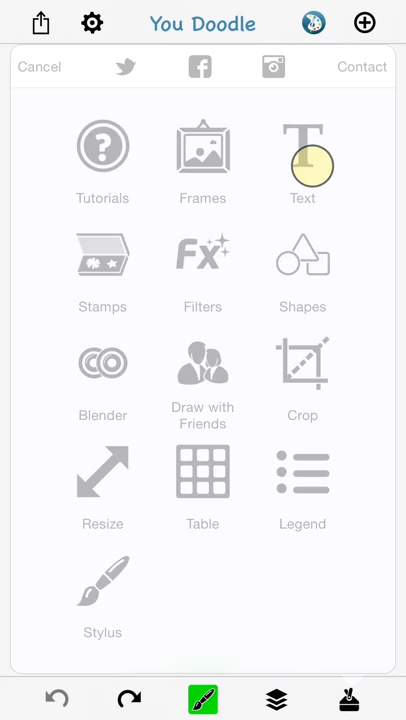 You Doodle
Cancel
Contact
Tutorials
Frames
Text
Stamps
Filters
Shapes
Blender
Draw with
Friends
Crop
Resize
Table
Legend
Stylus